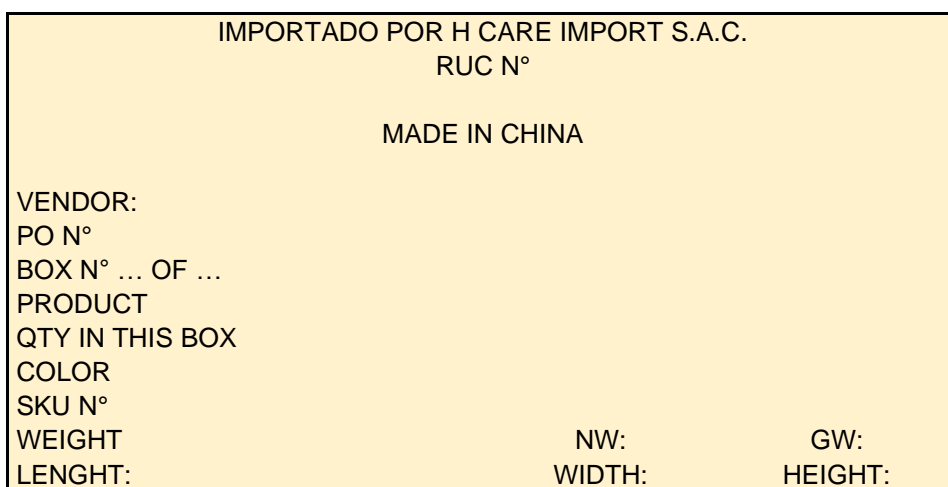 IMPORTADO POR H CARE IMPORT S.A.C.
RUC N°
MADE IN CHINA
VENDOR:
PO N°
BOX N° … OF …
PRODUCT
QTY IN THIS BOX
COLOR
SKU N°
WEIGHT NW: GW:
LENGHT: WIDTH: HEIGHT: